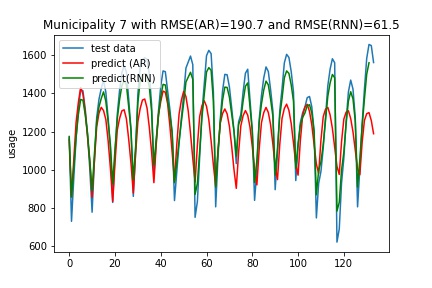 Municipality 7 with RMSE(AR)=190.7 and RMSE(RNN)=61.5
test data
predict (AR)
predict(RNN)
usage
1600
1400
1200
1000
800
600
0 20 40 60 80 100 120